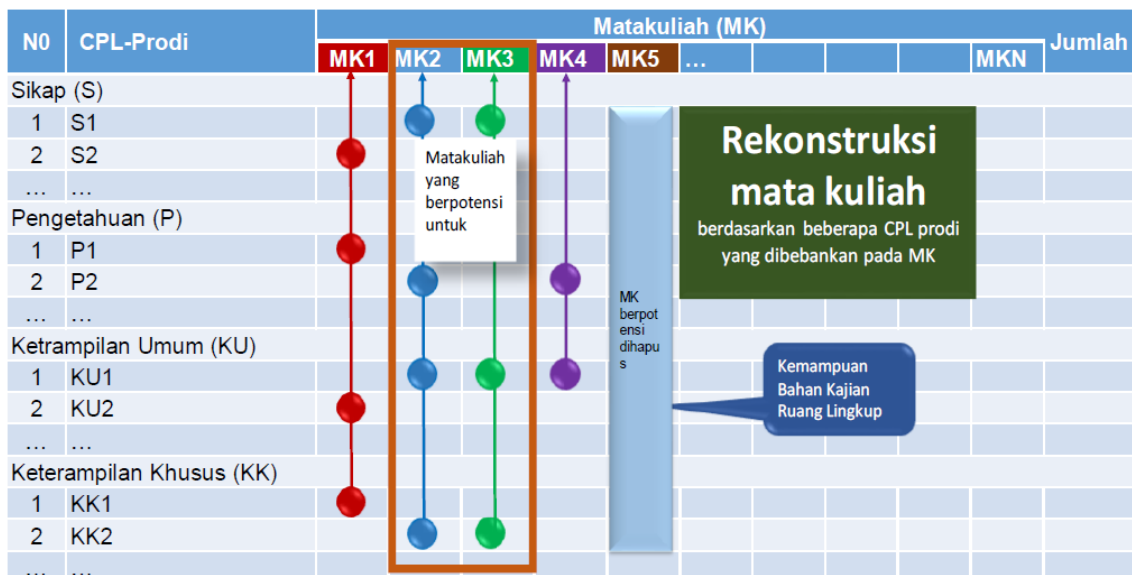 N0 CPL-Prodi Matakuliah (MK) Jumlah
MK1 MK2 MK3 MK4 MK5 ... MKN
Sikap (S)
1 S1
2 S2
... ...
Pengetahuan (P)
1 P1
2 P2
... ...
Ketrampilan Umum (KU)
1 KU1
2 KU2
... ...
Keterampilan Khusus (KK)
1 KK1
2 KK2
... ...
Matakuliah
yang
berpotensi
untuk
MK
berpot
ensi
dihapu
s
Rekonstruksi
mata kuliah
berdasarkan beberapa CPL prodi
yang dibebankan pada MK
Kemampuan
Bahan Kajian
Ruang Lingkup